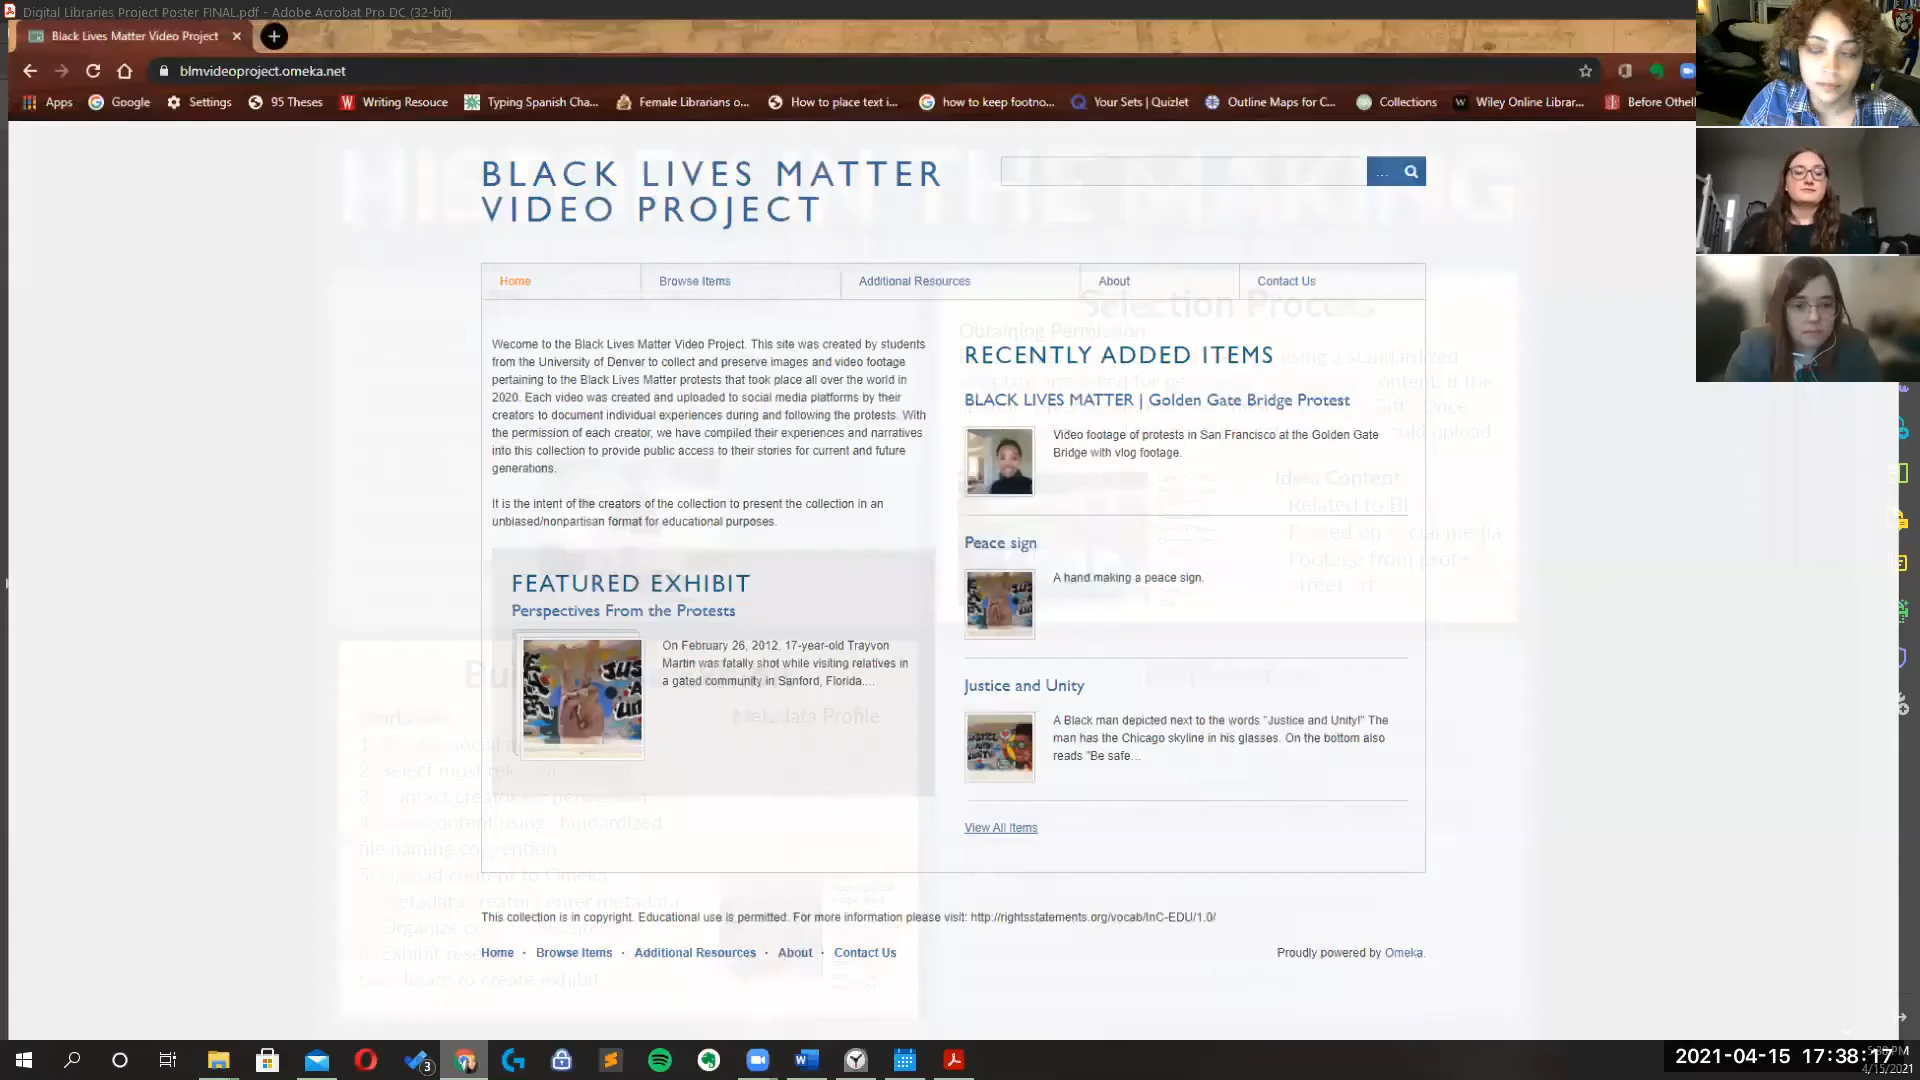 Digital Libraries Project Poster FINAL.pdf - Adobe Acrobat Pro DC (32-bit)
Black Lives Matter Video Project
blmvideoproject.omeka.net
Apps Google Settings 95 Theses Writing Resouce Typing Spanish Cha... Female Librarians o... How to place text i... how to keep footno... Your Sets | Quizlet Outline Maps for C... Collections Wiley Online Librar... Before Othell
BLACK LIVES MATTER
VIDEO PROJECT
...
Home Browse Items Additional Resources About Contact Us
Wecome to the Black Lives Matter Video Project. This site was created by students
from the University of Denver to collect and preserve images and video footage
pertaining to the Black Lives Matter protests that took place all over the world in
2020. Each video was created and uploaded to social media platforms by their
creators to document individual experiences during and following the protests. With
the permission of each creator, we have compiled their experiences and narratives
into this collection to provide public access to their stories for current and future
generations.
It is the intent of the creators of the collection to present the collection in an
unbiased/nonpartisan format for educational purposes.
FEATURED EXHIBIT
Perspectives From the Protests
On February 26, 2012, 17-year-old Trayvon
Martin was fatally shot while visiting relatives in
a gated community in Sanford, Florida....
Selection Process
Obtaining Permission
RECENTLY ADDED ITEMS
BLACK LIVES MATTER | Golden Gate Bridge Protest
Video footage of protests in San Francisco at the Golden Gate
Bridge with vlog footage.
Peace sign
A hand making a peace sign.
Justice and Unity
A Black man depicted next to the words "Justice and Unity!" The
man has the Chicago skyline in his glasses. On the bottom also
reads "Be safe...
View All Items
Metadata Profile
This collection is in copyright. Educational use is permitted. For more information please visit: http://rightsstatements.org/vocab/InC-EDU/1.0/
Home · Browse Items · Additional Resources · About · Contact Us
Proudly powered by Omeka.
3
2021-04-15 17:38:17
4/15/2021